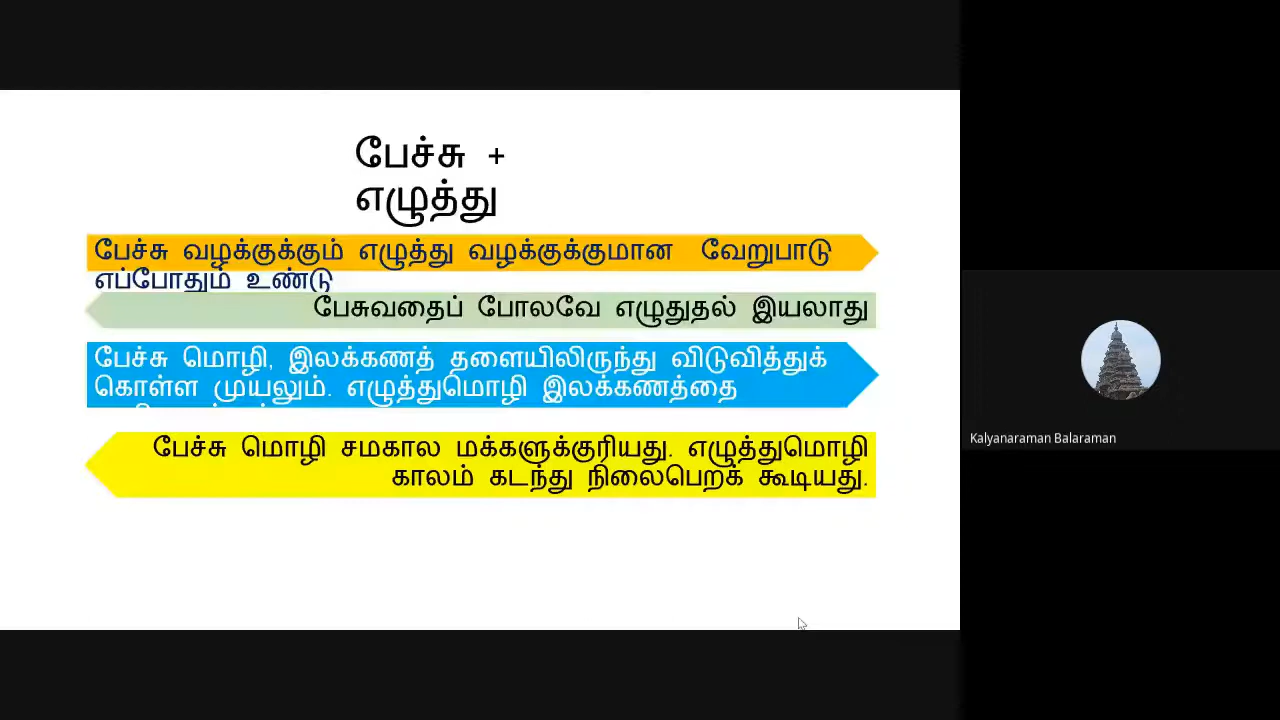 பேச்சு +
எழுத்து
பேச்சு வழக்குக்கும் எழுத்து வழக்குக்குமான வேறுபாடு
எப்போதும் உண்டு
பேசுவதைப் போலவே எழுதுதல் இயலாது
பேச்சு மொழி, இலக்கணத் தளையிலிருந்து விடுவித்துக்
கொள்ள முயலும். எழுத்துமொழி இலக்கணத்தை
பேச்சு மொழி சமகால மக்களுக்குரியது. எழுத்துமொழி
காலம் கடந்து நிலைபெறக் கூடியது.
Kalyanaraman Balaraman